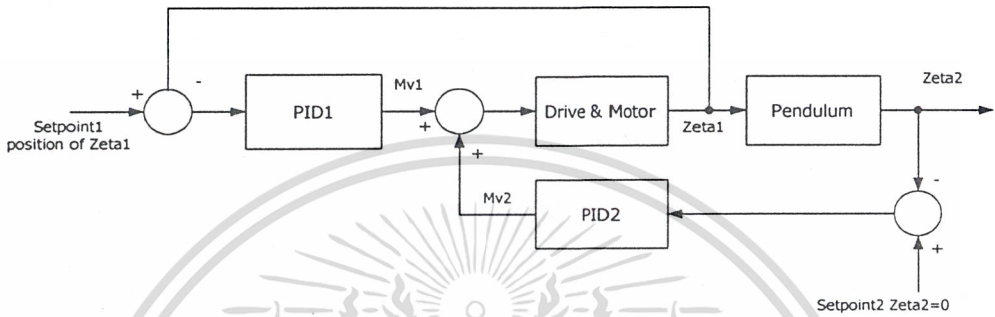 +
-
Setpoint1
position of Zeta1
PID1
Mv1
+
+
Drive & Motor
Zeta1
Pendulum
Zeta2
Mv2
PID2
-
+
Setpoint2 Zeta2=0